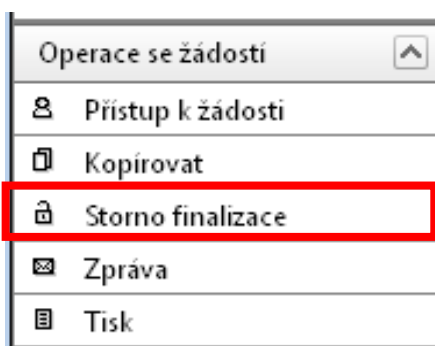 Operace se žádostí
Přístup k žádosti
Kopírovat
Storno finalizace
Zpráva
Tisk